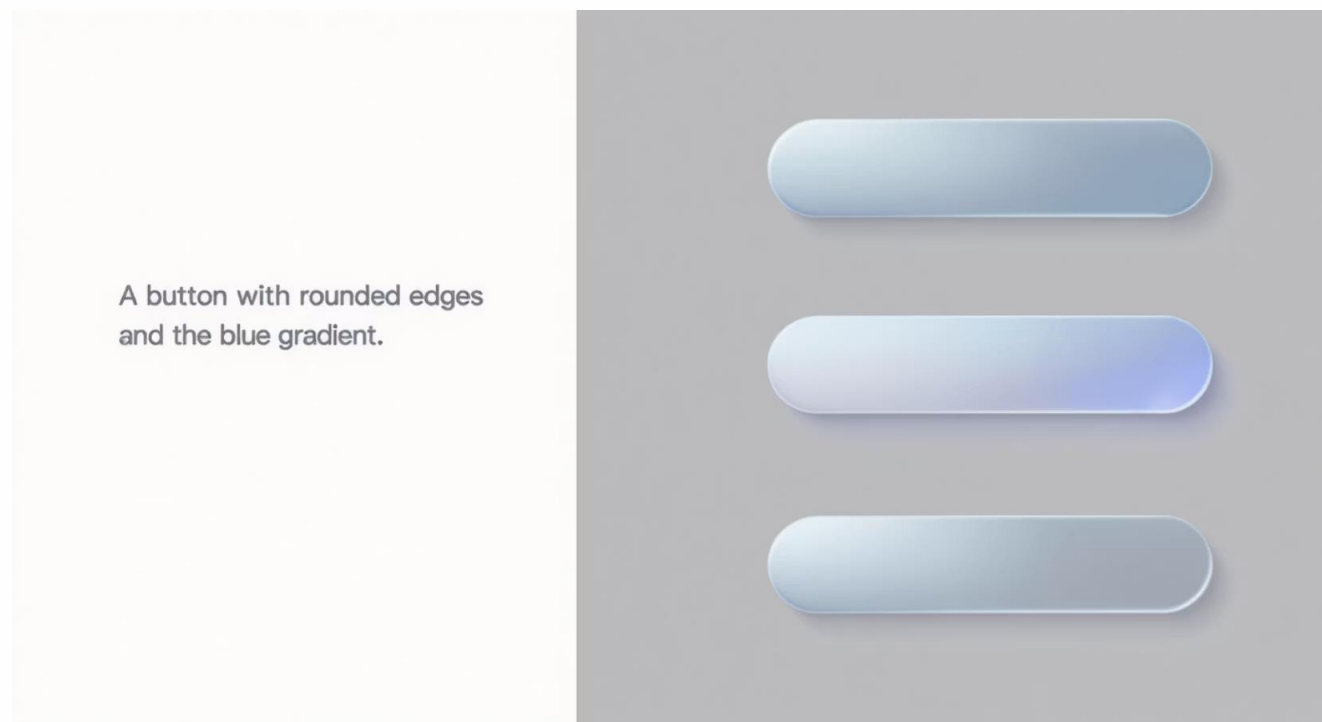 A button with rounded edges
and the blue gradient.